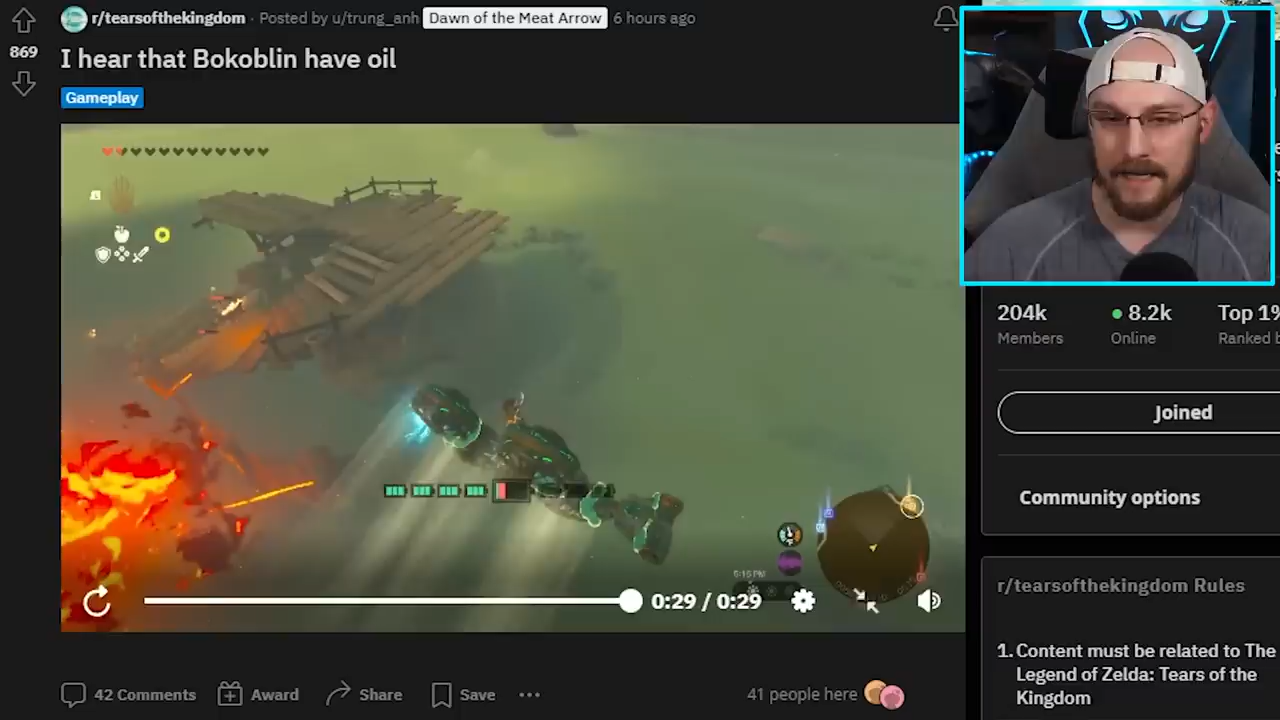 r/tearsofthekingdom · Posted by u/trung_anh Dawn of the Meat Arrow 6 hours ago
869
I hear that Bokoblin have oil
Gameplay
L
5:15 PM
0:29 / 0:29
42 Comments Award Share Save
41 people here
204k 8.2k Top 1%
Members Online Ranked b
Joined
Community options
r/tearsofthekingdom Rules
1. Content must be related to The
Legend of Zelda: Tears of the
Kingdom